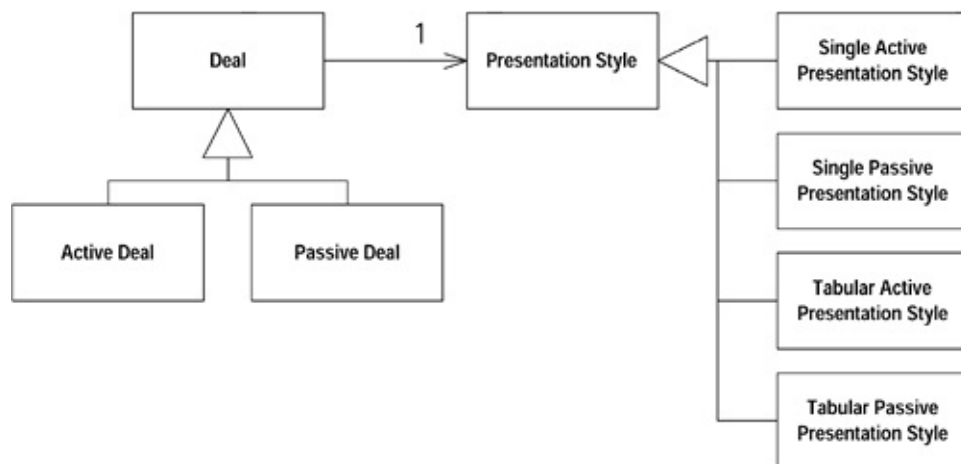 Deal
1
Presentation Style
Single Active
Presentation Style
Single Passive
Presentation Style
Active Deal
Passive Deal
Tabular Active
Presentation Style
Tabular Passive
Presentation Style